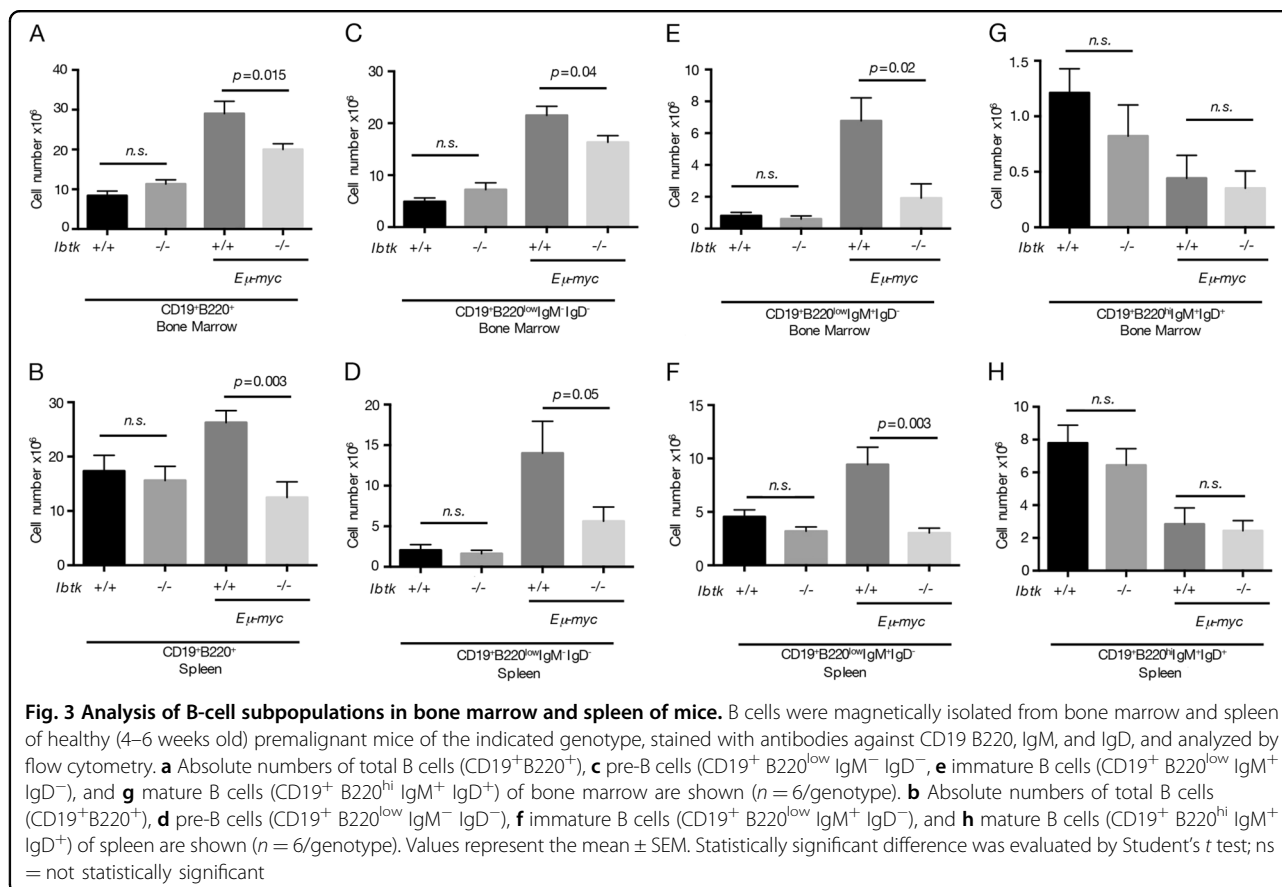 A
Cell number x10⁶
40
30
20
10
0
n.s.
p=0.015
Ibtk +/+ -/- +/+ -/-
Eμ-myc
CD19⁺B220⁺
Bone Marrow
C
Cell number x10⁶
30
20
10
0
n.s.
p=0.04
Ibtk +/+ -/- +/+ -/-
Eμ-myc
CD19⁺B220ˡᵒʷIgM⁻IgD⁻
Bone Marrow
E
Cell number x10⁶
10
8
6
4
2
0
n.s.
p=0.02
Ibtk +/+ -/- +/+ -/-
Eμ-myc
CD19⁺B220ˡᵒʷIgM⁺IgD⁻
Bone Marrow
G
Cell number x10⁶
1.5
1.0
0.5
0
n.s.
n.s.
Ibtk +/+ -/- +/+ -/-
Eμ-myc
CD19⁺B220ʰⁱIgM⁺IgD⁺
Bone Marrow
B
Cell number x10⁶
30
20
10
0
n.s.
p=0.003
Ibtk +/+ -/- +/+ -/-
Eμ-myc
CD19⁺B220⁺
Spleen
D
Cell number x10⁶
20
15
10
5
0
n.s.
p=0.05
Ibtk +/+ -/- +/+ -/-
Eμ-myc
CD19⁺B220ˡᵒʷIgM⁻IgD⁻
Spleen
F
Cell number x10⁶
15
10
5
0
n.s.
p=0.003
Ibtk +/+ -/- +/+ -/-
Eμ-myc
CD19⁺B220ˡᵒʷIgM⁺IgD⁻
Spleen
H
Cell number x10⁶
10
8
6
4
2
0
n.s.
n.s.
Ibtk +/+ -/- +/+ -/-
Eμ-myc
CD19⁺B220ʰⁱIgM⁺IgD⁺
Spleen
Fig. 3 Analysis of B-cell subpopulations in bone marrow and spleen of mice. B cells were magnetically isolated from bone marrow and spleen
of healthy (4–6 weeks old) premalignant mice of the indicated genotype, stained with antibodies against CD19 B220, IgM, and IgD, and analyzed by
flow cytometry. a Absolute numbers of total B cells (CD19⁺B220⁺), c pre-B cells (CD19⁺ B220ˡᵒʷ IgM⁻ IgD⁻, e immature B cells (CD19⁺ B220ˡᵒʷ IgM⁺
IgD⁻), and g mature B cells (CD19⁺ B220ʰⁱ IgM⁺ IgD⁺) of bone marrow are shown (n = 6/genotype). b Absolute numbers of total B cells
(CD19⁺B220⁺), d pre-B cells (CD19⁺ B220ˡᵒʷ IgM⁻ IgD⁻), f immature B cells (CD19⁺ B220ˡᵒʷ IgM⁺ IgD⁻), and h mature B cells (CD19⁺ B220ʰⁱ IgM⁺
IgD⁺) of spleen are shown (n = 6/genotype). Values represent the mean ± SEM. Statistically significant difference was evaluated by Student's t test; ns
= not statistically significant